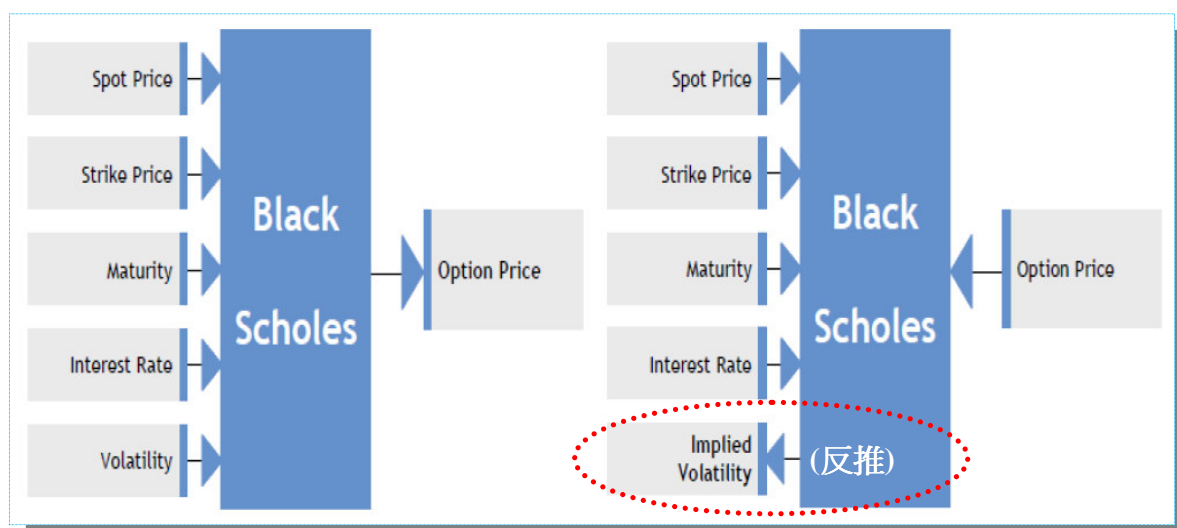 Spot Price
Strike Price
Maturity
Interest Rate
Volatility
Black
Scholes
Option Price
Spot Price
Strike Price
Maturity
Interest Rate
Implied
Volatility
Black
Scholes
(反推)
Option Price